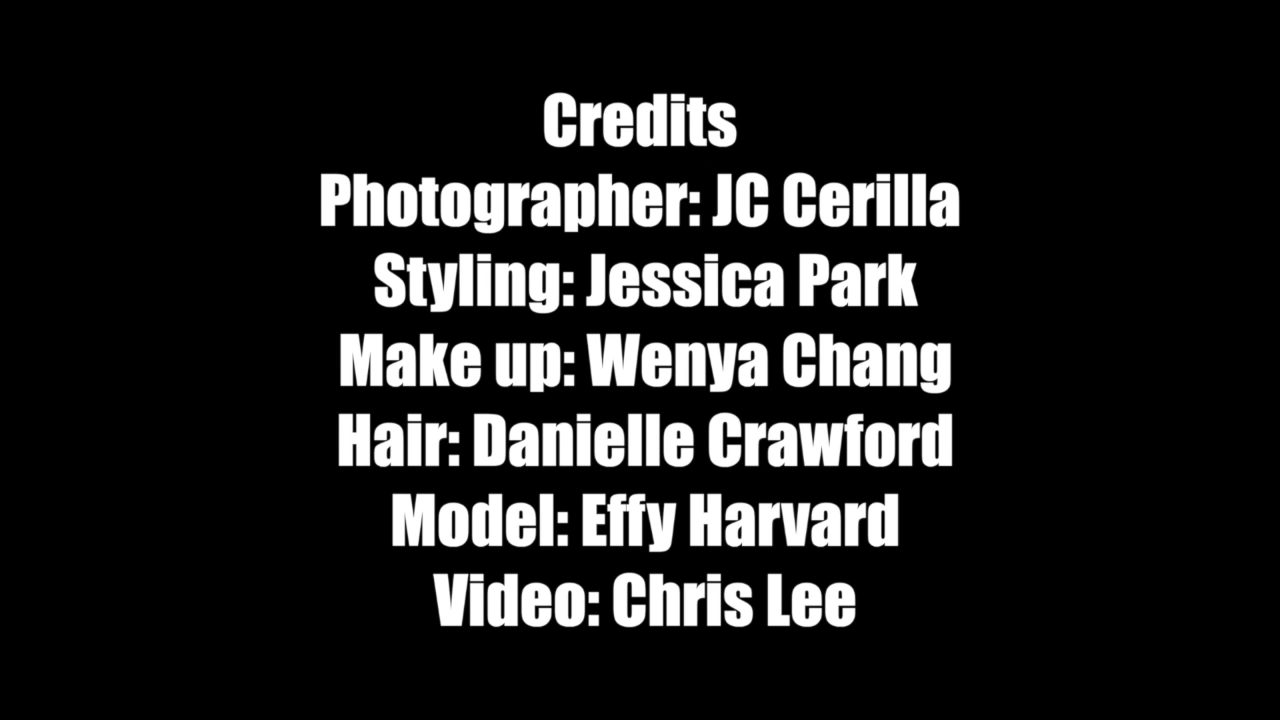 Credits
Photographer: JC Cerilla
Styling: Jessica Park
Make up: Wenya Chang
Hair: Danielle Crawford
Model: Effy Harvard
Video: Chris Lee